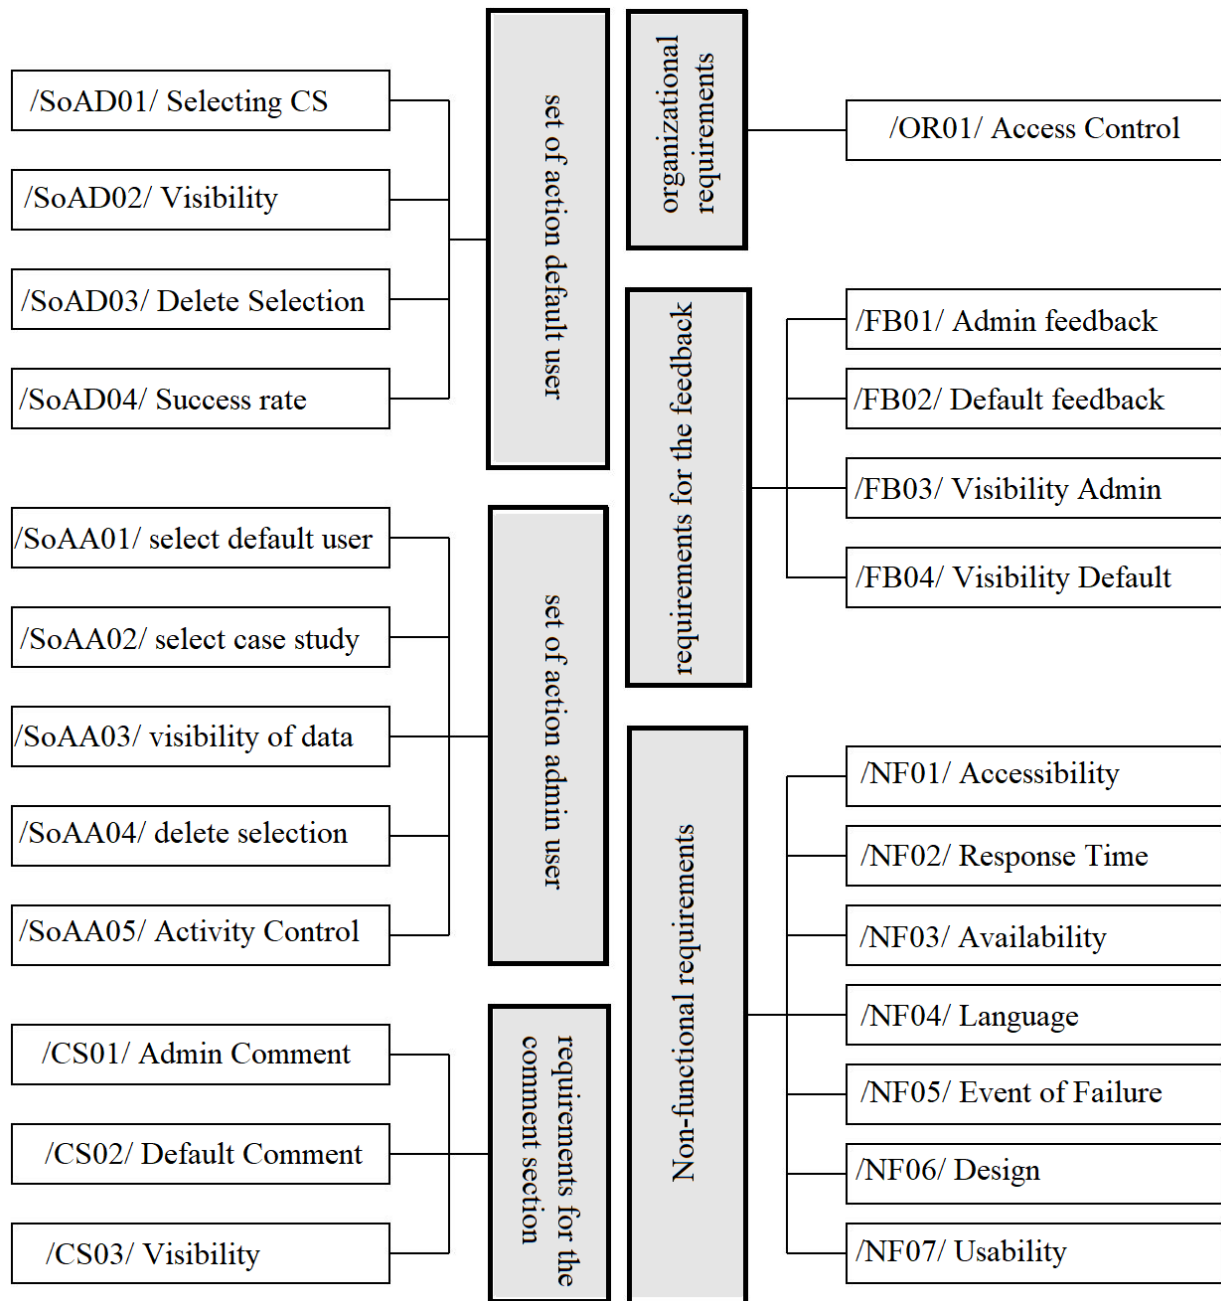 /SoAD01/ Selecting CS
/SoAD02/ Visibility
/SoAD03/ Delete Selection
/SoAD04/ Success rate
set of action default user
/SoAA01/ select default user
/SoAA02/ select case study
/SoAA03/ visibility of data
/SoAA04/ delete selection
/SoAA05/ Activity Control
set of action admin user
/CS01/ Admin Comment
/CS02/ Default Comment
/CS03/ Visibility
requirements for the
comment section
organizational
requirements
/OR01/ Access Control
requirements for the feedback
/FB01/ Admin feedback
/FB02/ Default feedback
/FB03/ Visibility Admin
/FB04/ Visibility Default
Non-functional requirements
/NF01/ Accessibility
/NF02/ Response Time
/NF03/ Availability
/NF04/ Language
/NF05/ Event of Failure
/NF06/ Design
/NF07/ Usability